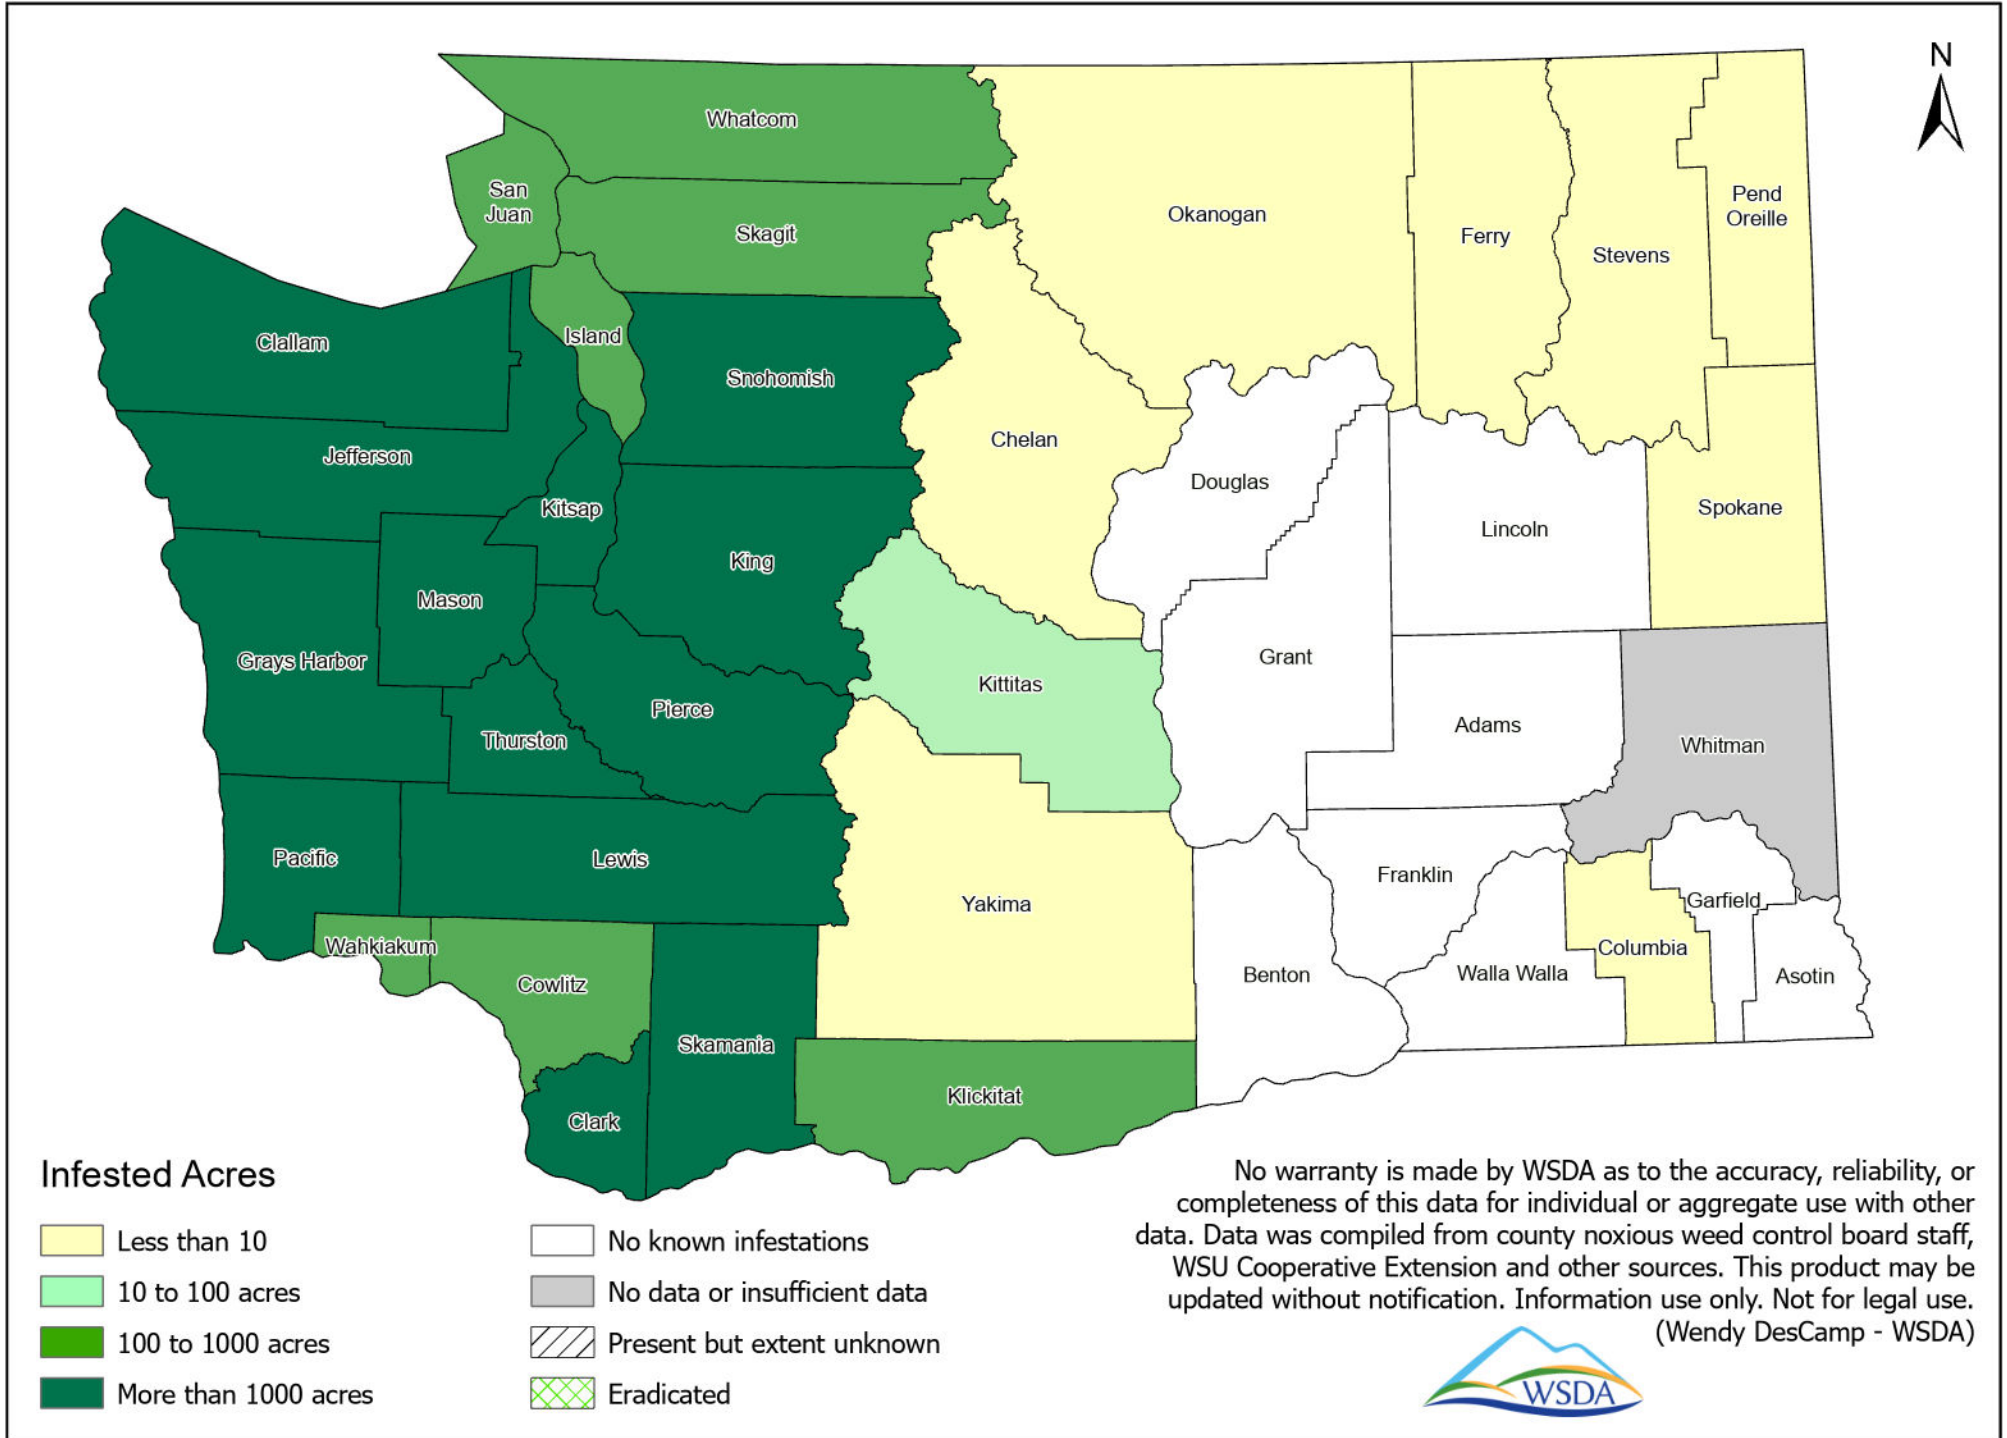 N
Whatcom
San
Juan
Skagit
Okanogan
Ferry
Stevens
Pend
Oreille
Clallam
Island
Snohomish
Chelan
Jefferson
Kitsap
Douglas
Lincoln
Spokane
King
Mason
Grays Harbor
Kittitas
Grant
Pierce
Thurston
Adams
Whitman
Pacific
Lewis
Yakima
Franklin
Garfield
Wahkiakum
Cowlitz
Columbia
Benton
Walla Walla
Asotin
Skamania
Klickitat
Clark
Infested Acres
Less than 10
10 to 100 acres
100 to 1000 acres
More than 1000 acres
No known infestations
No data or insufficient data
Present but extent unknown
Eradicated
No warranty is made by WSDA as to the accuracy, reliability, or
completeness of this data for individual or aggregate use with other
data. Data was compiled from county noxious weed control board staff,
WSU Cooperative Extension and other sources. This product may be
updated without notification. Information use only. Not for legal use.
(Wendy DesCamp - WSDA)
WSDA